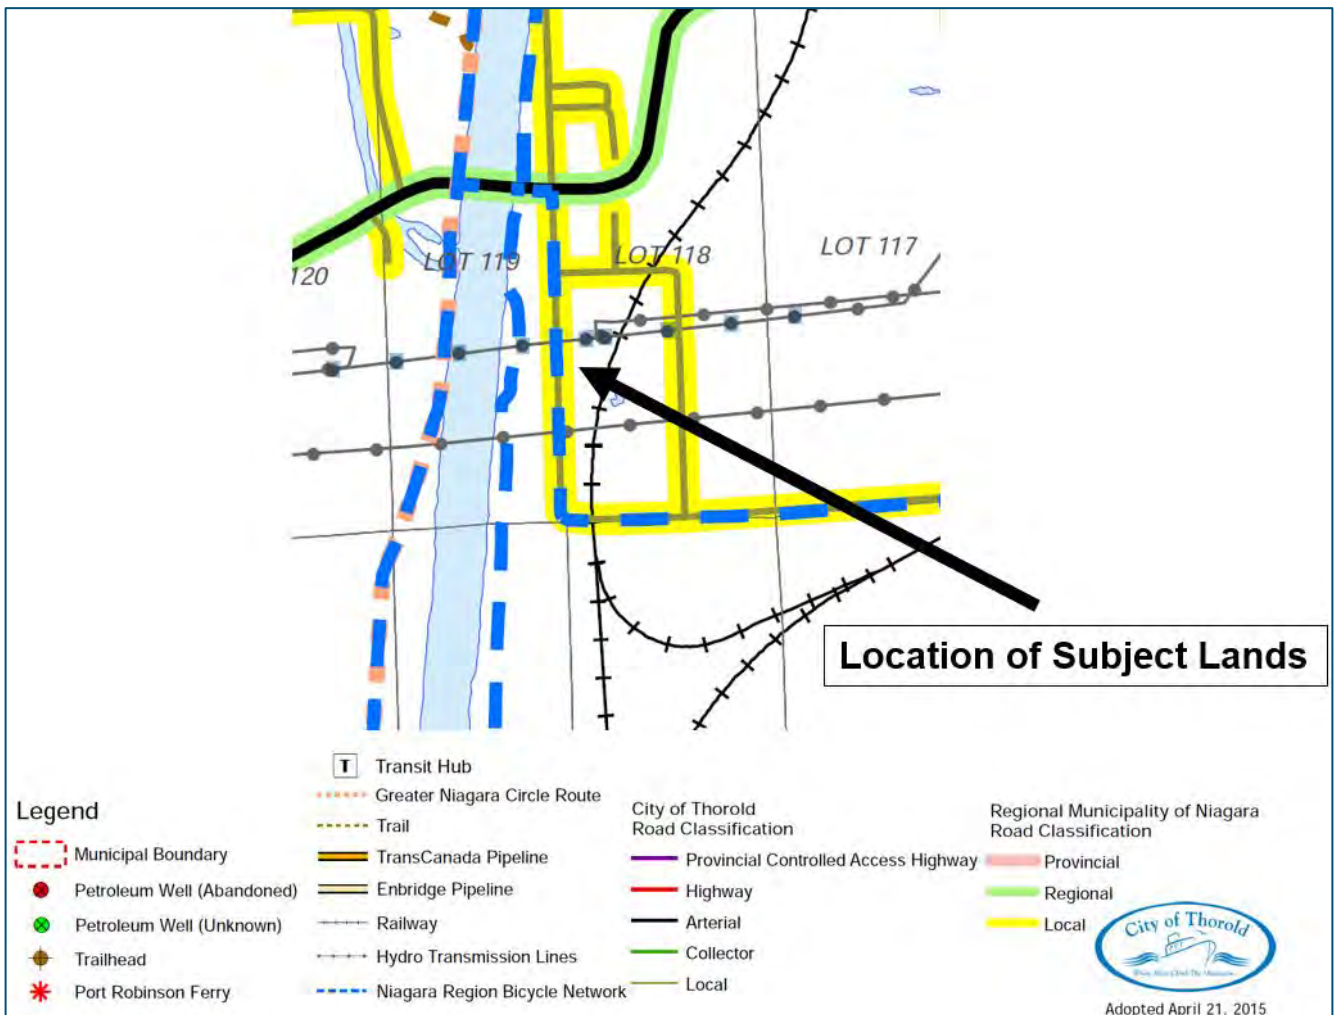 120
LOT 119
LOT 118
LOT 117
Location of Subject Lands
Legend
Municipal Boundary
Petroleum Well (Abandoned)
Petroleum Well (Unknown)
Trailhead
Port Robinson Ferry
T Transit Hub
Greater Niagara Circle Route
Trail
TransCanada Pipeline
Enbridge Pipeline
Railway
Hydro Transmission Lines
Niagara Region Bicycle Network
City of Thorold
Road Classification
Provincial Controlled Access Highway
Highway
Arterial
Collector
Local
Regional Municipality of Niagara
Road Classification
Provincial
Regional
Local
City of Thorold
Adopted April 21, 2015